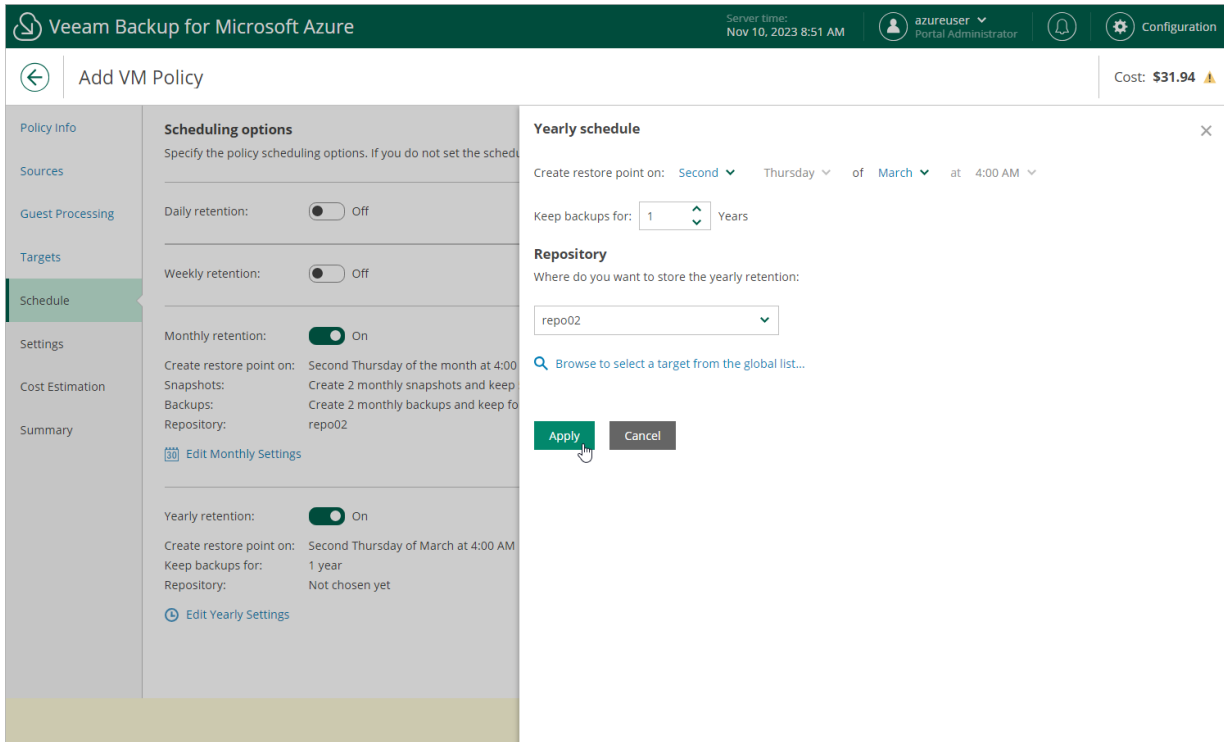 Veeam Backup for Microsoft Azure
Server time:
Nov 10, 2023 8:51 AM
azureuser
Portal Administrator
Configuration
Add VM Policy
Cost: $31.94
Policy Info
Sources
Guest Processing
Targets
Schedule
Settings
Cost Estimation
Summary
Scheduling options
Specify the policy scheduling options. If you do not set the
Daily retention: Off
Weekly retention: Off
Monthly retention: On
Create restore point on: Second Thursday of the month at 4:00
Snapshots: Create 2 monthly snapshots and keep
Backups: Create 2 monthly backups and keep
Repository: repo02
30 Edit Monthly Settings
Yearly retention: On
Create restore point on: Second Thursday of March at 4:00 AM
Keep backups for: 1 year
Repository: Not chosen yet
Edit Yearly Settings
Yearly schedule
Create restore point on: Second Thursday of March at 4:00 AM
Keep backups for: 1 Years
Repository
Where do you want to store the yearly retention:
repo02
Browse to select a target from the global list...
Apply Cancel